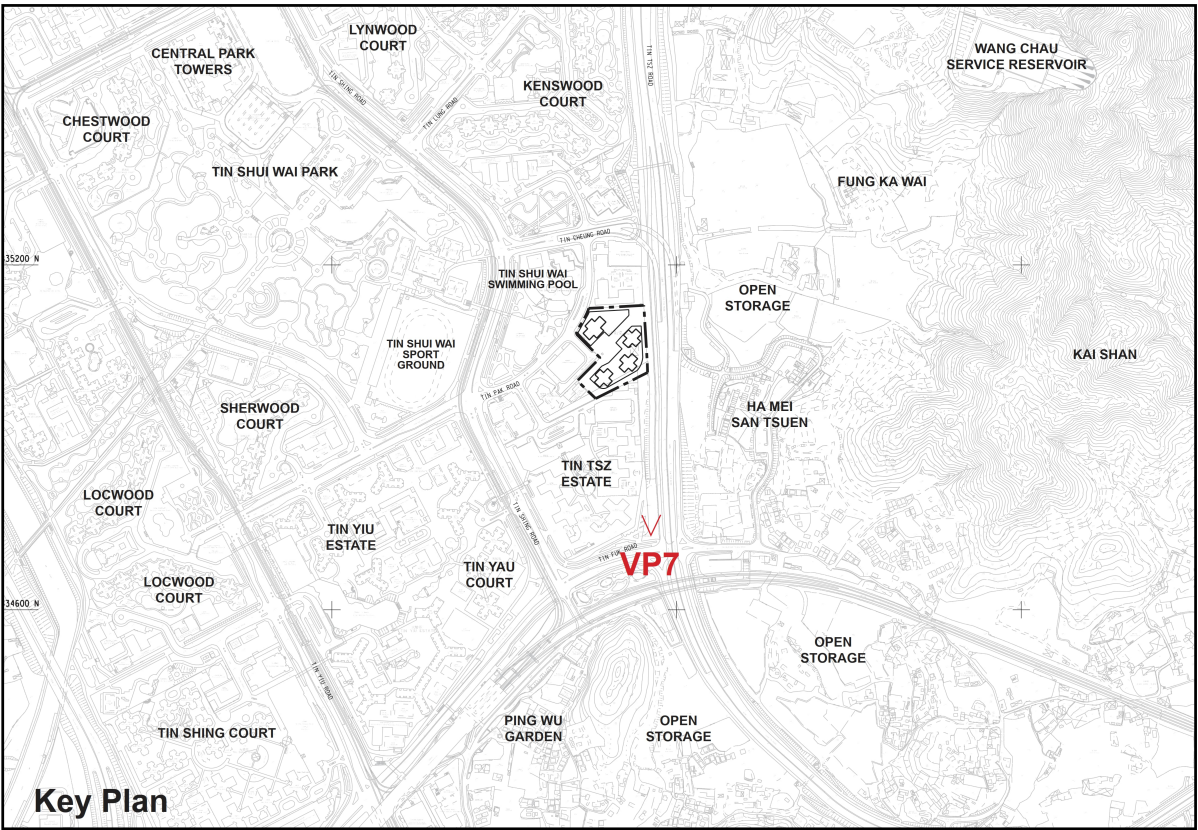 LYNWOOD
COURT
CENTRAL PARK
TOWERS
WANG CHAU
SERVICE RESERVOIR
TIN TSZ ROAD
TIN SHING ROAD
KENSWOOD
COURT
TIN LUNG ROAD
CHESTWOOD
COURT
TIN SHUI WAI PARK
FUNG KA WAI
TIN CHEUNG ROAD
35200 N
TIN SHUI WAI
SWIMMING POOL
OPEN
STORAGE
TIN SHUI WAI
SPORT
GROUND
KAI SHAN
TIN PAK ROAD
SHERWOOD
COURT
HA MEI
SAN TSUEN
TIN TSZ
ESTATE
LOCWOOD
COURT
TIN SHING ROAD
TIN YIU
ESTATE
TIN FUK ROAD
VP7
TIN YAU
COURT
LOCWOOD
COURT
34600 N
OPEN
STORAGE
TIN YIU ROAD
TIN SHING COURT
PING WU
GARDEN
OPEN
STORAGE
Key Plan